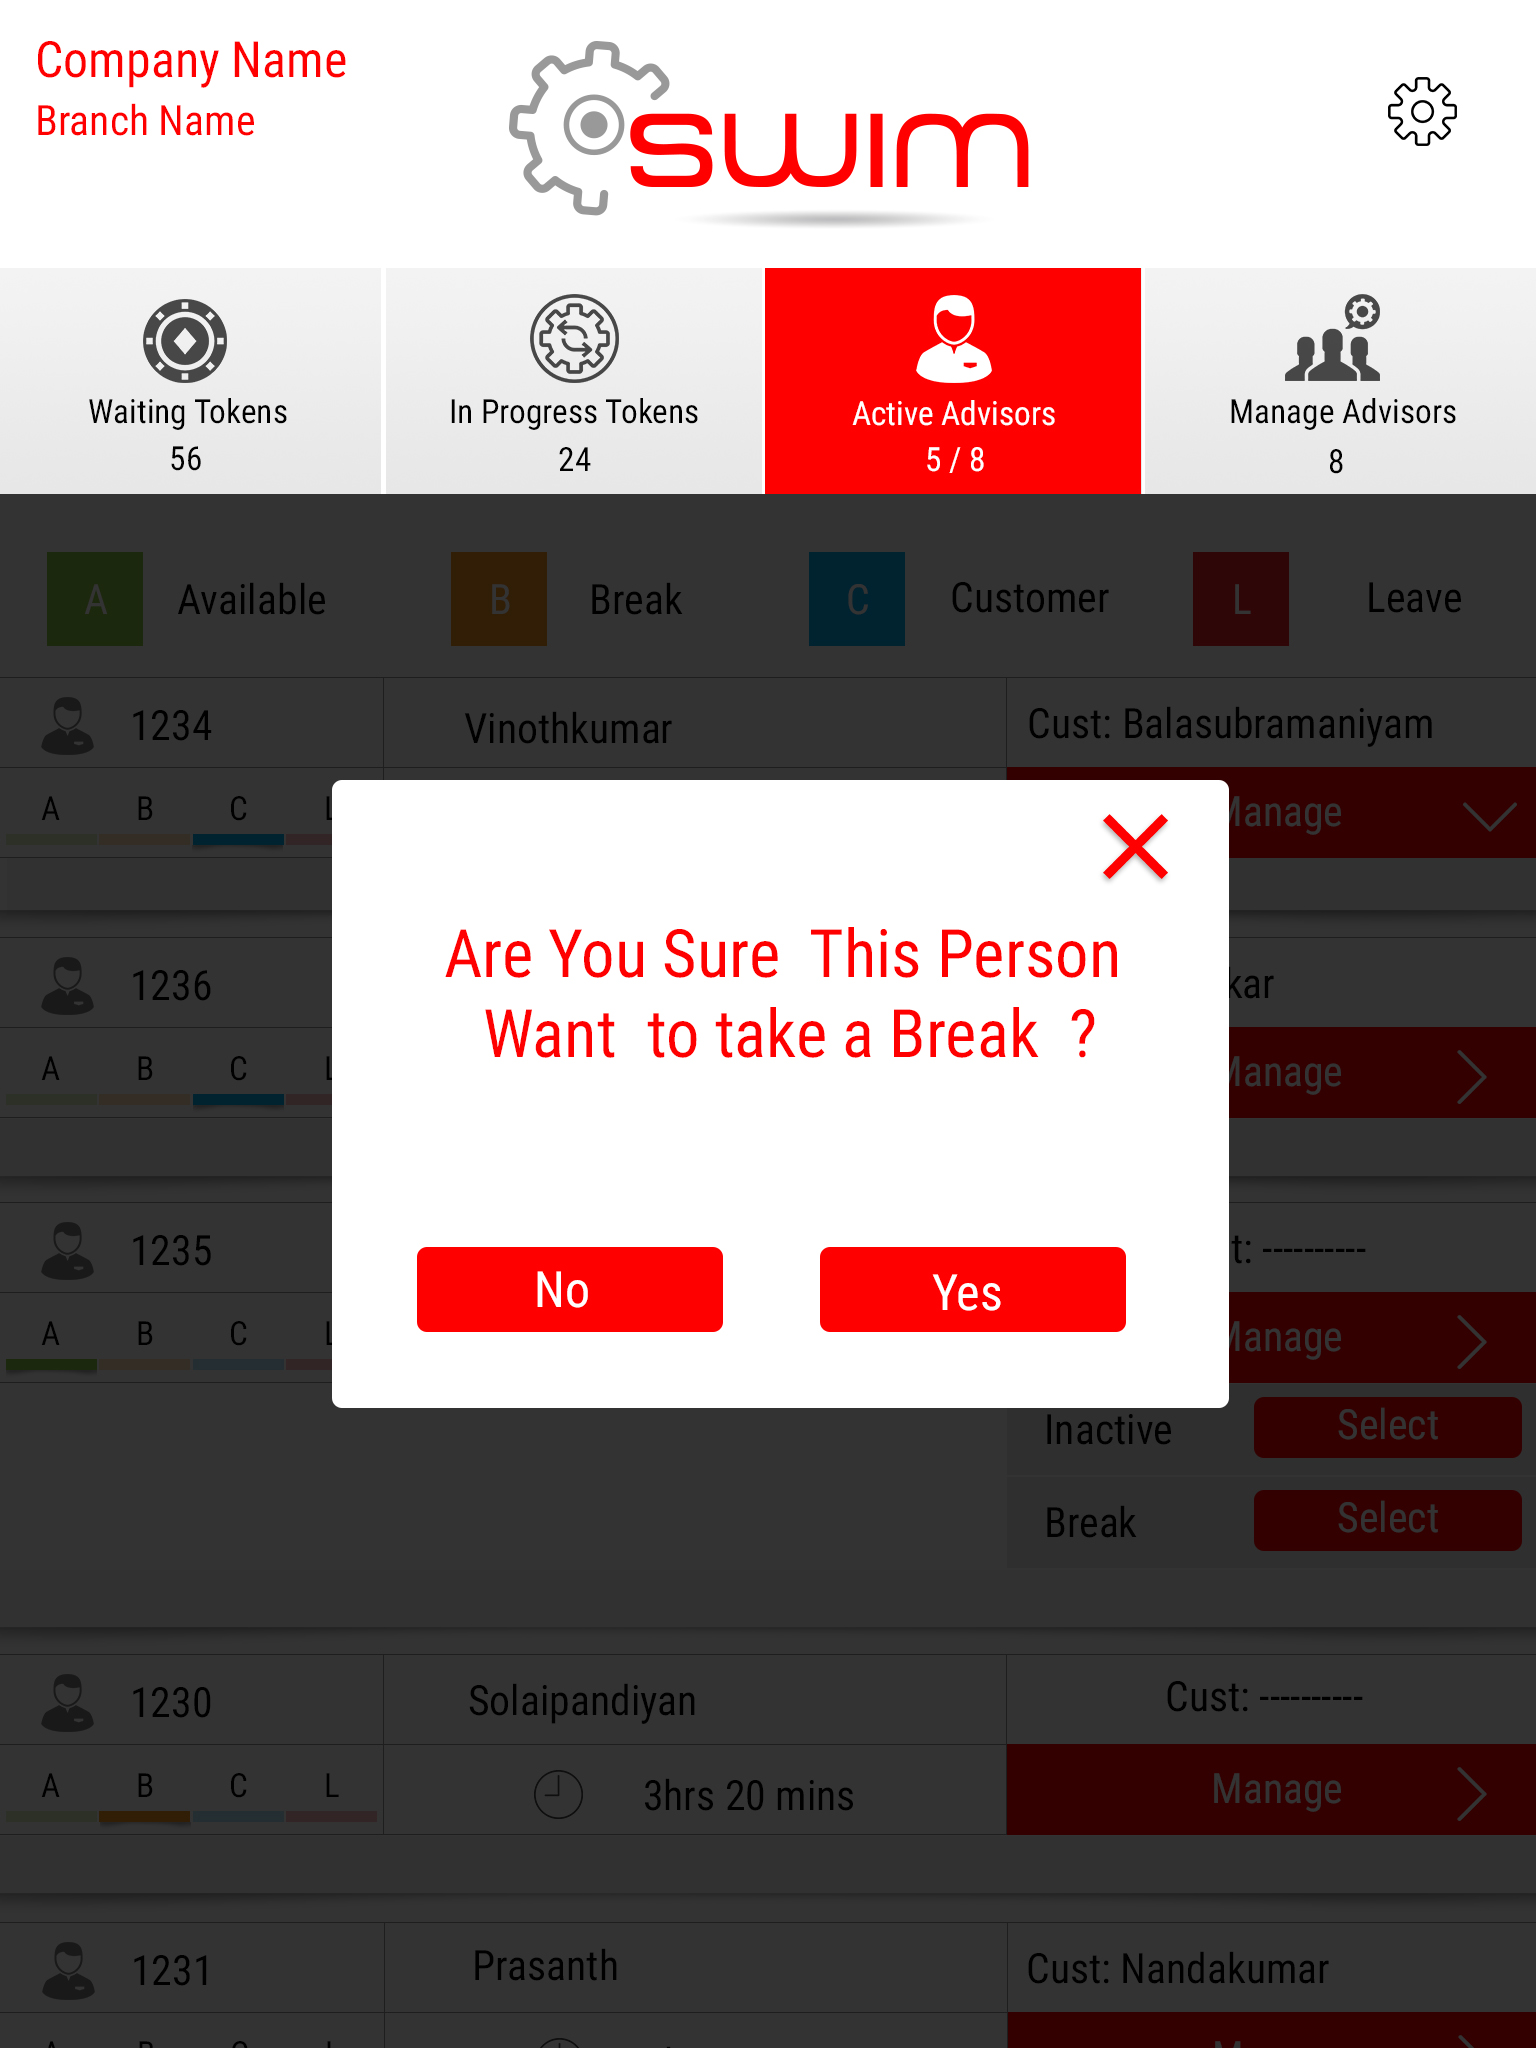 Company Name
Branch Name
swim
Waiting Tokens
56
In Progress Tokens
24
Active Advisors
5 / 8
Manage Advisors
8
A Available
B Break
C Customer
L Leave
1234
Vinothkumar
Cust: Balasubramaniyam
A B C L
Manage
Are You Sure This Person
Want to take a Break ?
No
Yes
1236
A B C L
Manage
1235
A B C L
Manage
Inactive Select
Break Select
1230
Solaipandiyan
Cust: ----------
A B C L
3hrs 20 mins
Manage
1231
Prasanth
Cust: Nandakumar